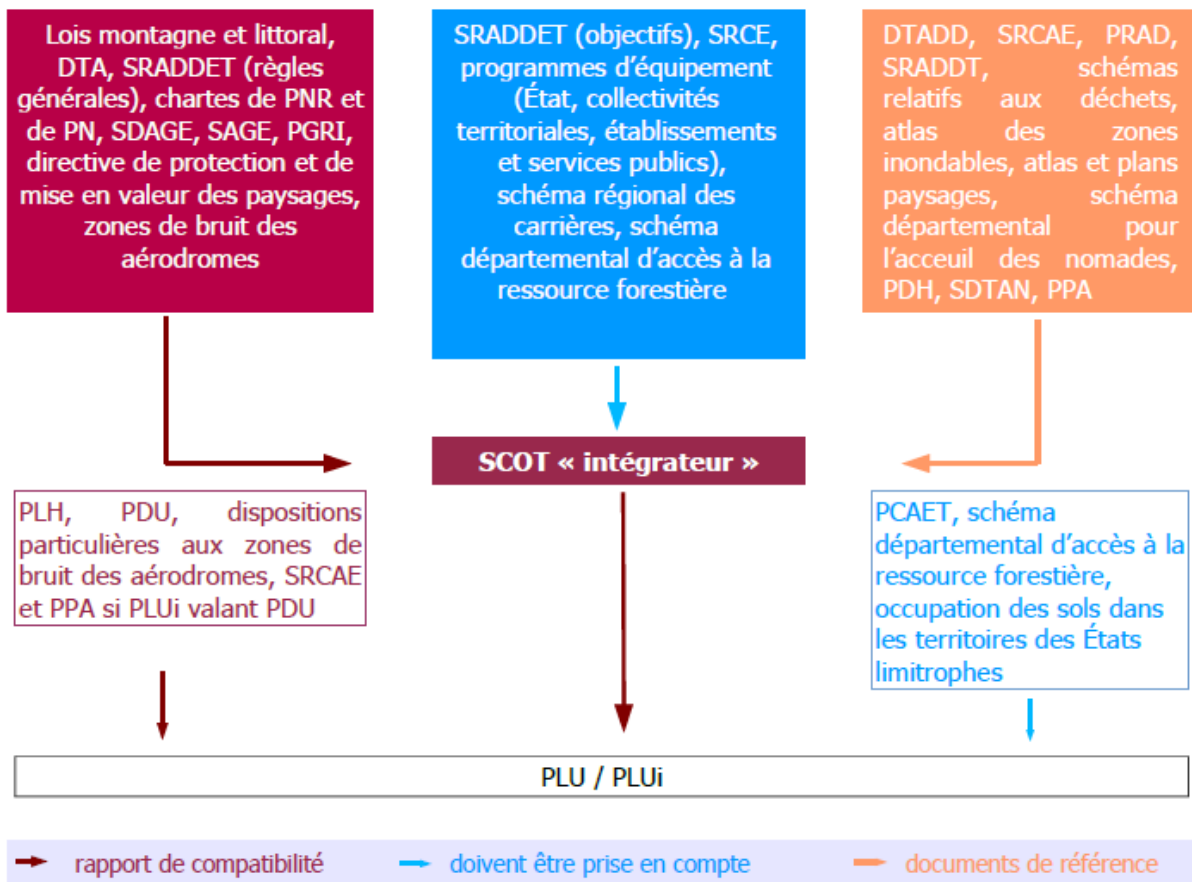 Lois montagne et littoral,
DTA, SRADDET (règles
générales), chartes de PNR et
de PN, SDAGE, SAGE, PGRI,
directive de protection et de
mise en valeur des paysages,
zones de bruit des
aérodromes
SRADDET (objectifs), SRCE,
programmes d'équipement
(État, collectivités
territoriales, établissements
et services publics),
schéma régional des
carrières, schéma
départemental d'accès à la
ressource forestière
DTADD, SRCAE, PRAD,
SRADDT, schémas
relatifs aux déchets,
atlas des zones
inondables, atlas et plans
paysages, schéma
départemental pour
l'acceuil des nomades,
PDH, SDTAN, PPA
SCOT « intégrateur »
PLH, PDU, dispositions
particulières aux zones de
bruit des aérodromes, SRCAE
et PPA si PLUi valant PDU
PCAET, schéma
départemental d'accès à la
ressource forestière,
occupation des sols dans
les territoires des États
limitrophes
PLU / PLUi
rapport de compatibilité
doivent être prise en compte
documents de référence